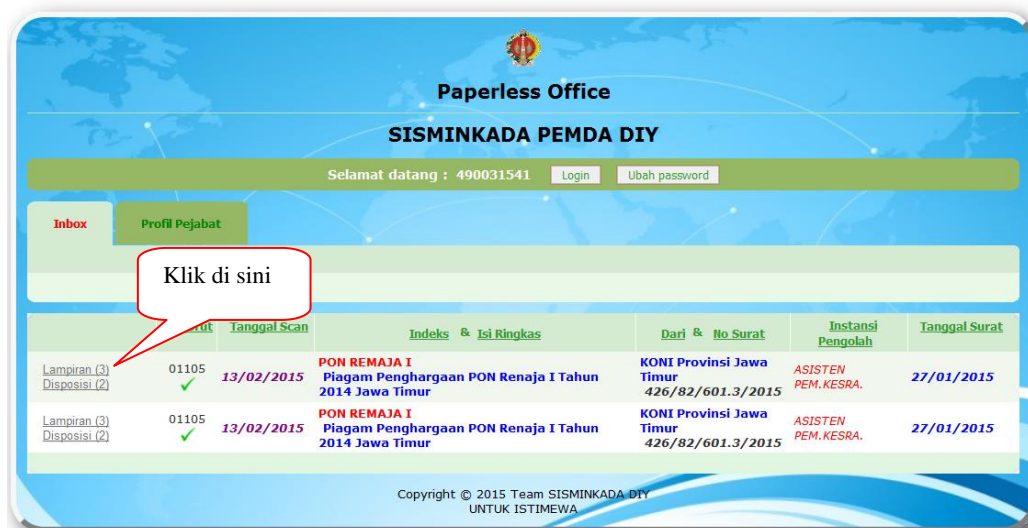 Paperless Office
SISMINKADA PEMDA DIY
Selamat datang : 490031541 Login Ubah password
Inbox Profil Pejabat
Klik di sini
Tanggal Scan Indeks & Isi Ringkas Dari & No Surat Instansi Pengolah Tanggal Surat
Lampiran (3)
Disposisi (2)
01105
13/02/2015
PON REMAJA I
Piagam Penghargaan PON Renaja I Tahun
2014 Jawa Timur
KONI Provinsi Jawa
Timur
426/82/601.3/2015
ASISTEN
PEM.KESRA.
27/01/2015
Lampiran (3)
Disposisi (2)
01105
13/02/2015
PON REMAJA I
Piagam Penghargaan PON Renaja I Tahun
2014 Jawa Timur
KONI Provinsi Jawa
Timur
426/82/601.3/2015
ASISTEN
PEM.KESRA.
27/01/2015
Copyright © 2015 Team SISMINKADA DIY
UNTUK ISTIMEWA